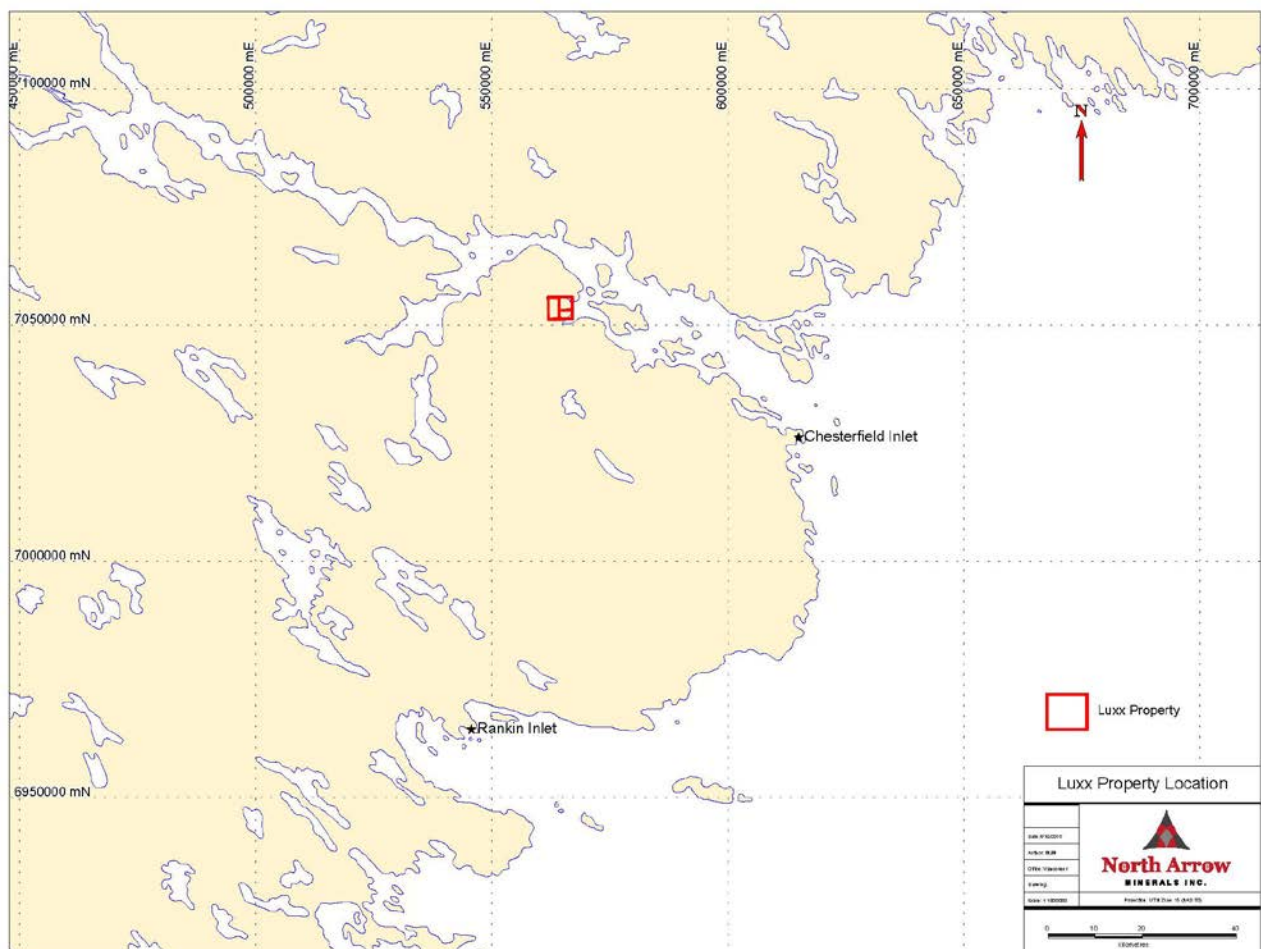 450000 mE
500000 mE
550000 mE
600000 mE
650000 mE
700000 mE
7100000 mN
N
7050000 mN
Chesterfield Inlet
7000000 mN
Luxx Property
Rankin Inlet
6950000 mN
Luxx Property Location
North Arrow
MINERALS INC.
0 10 20 40
Kilometres